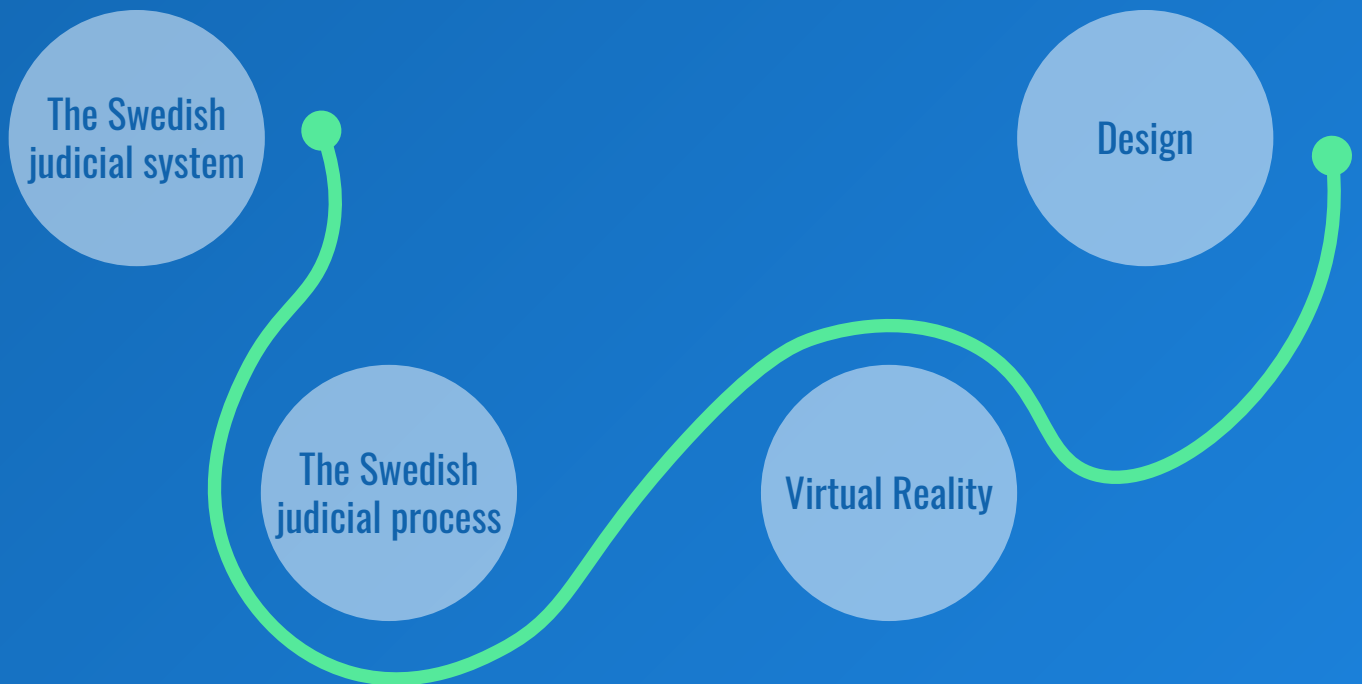 The Swedish
judicial system
The Swedish
judicial process
Virtual Reality
Design